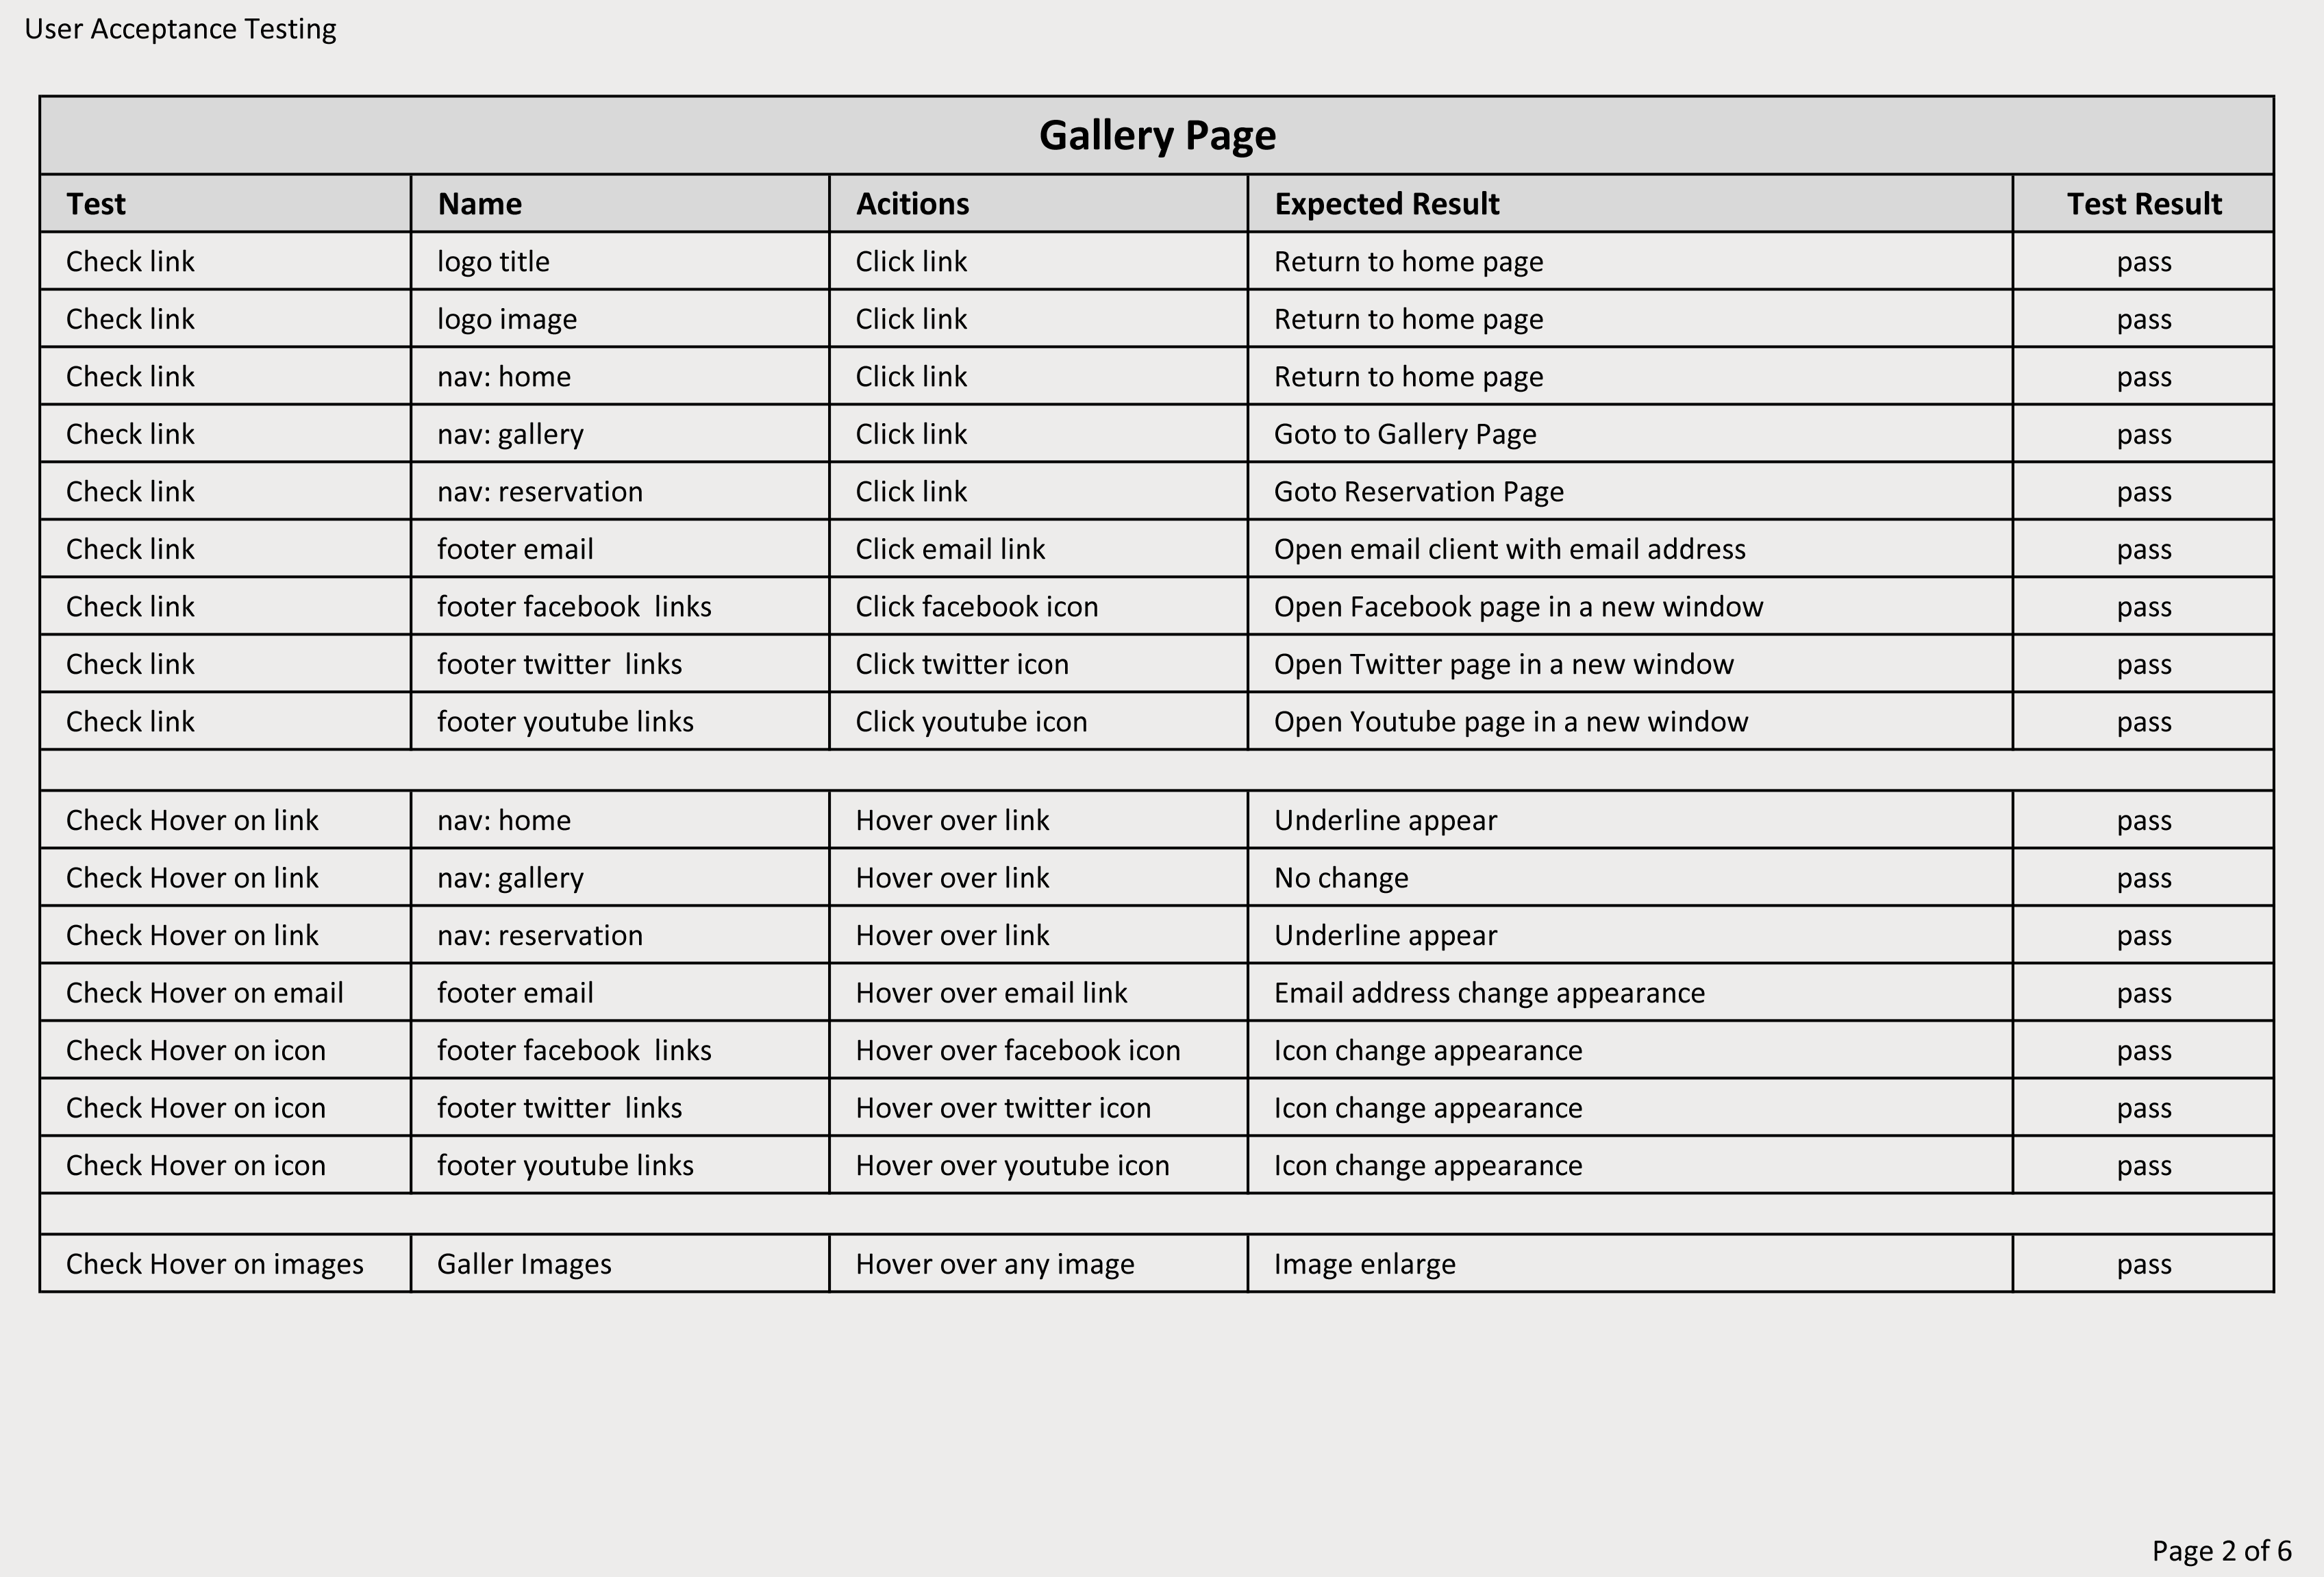 User Acceptance Testing
Gallery Page
Test Name Acitions Expected Result Test Result
Check link logo title Click link Return to home page pass
Check link logo image Click link Return to home page pass
Check link nav: home Click link Return to home page pass
Check link nav: gallery Click link Goto to Gallery Page pass
Check link nav: reservation Click link Goto Reservation Page pass
Check link footer email Click email link Open email client with email address pass
Check link footer facebook  links Click facebook icon Open Facebook page in a new window pass
Check link footer twitter  links Click twitter icon Open Twitter page in a new window pass
Check link footer youtube links Click youtube icon Open Youtube page in a new window pass
Check Hover on link nav: home Hover over link Underline appear pass
Check Hover on link nav: gallery Hover over link No change pass
Check Hover on link nav: reservation Hover over link Underline appear pass
Check Hover on email footer email Hover over email link Email address change appearance pass
Check Hover on icon footer facebook  links Hover over facebook icon Icon change appearance pass
Check Hover on icon footer twitter  links Hover over twitter icon Icon change appearance pass
Check Hover on icon footer youtube links Hover over youtube icon Icon change appearance pass
Check Hover on images Galler Images Hover over any image Image enlarge pass
Page 2 of 6